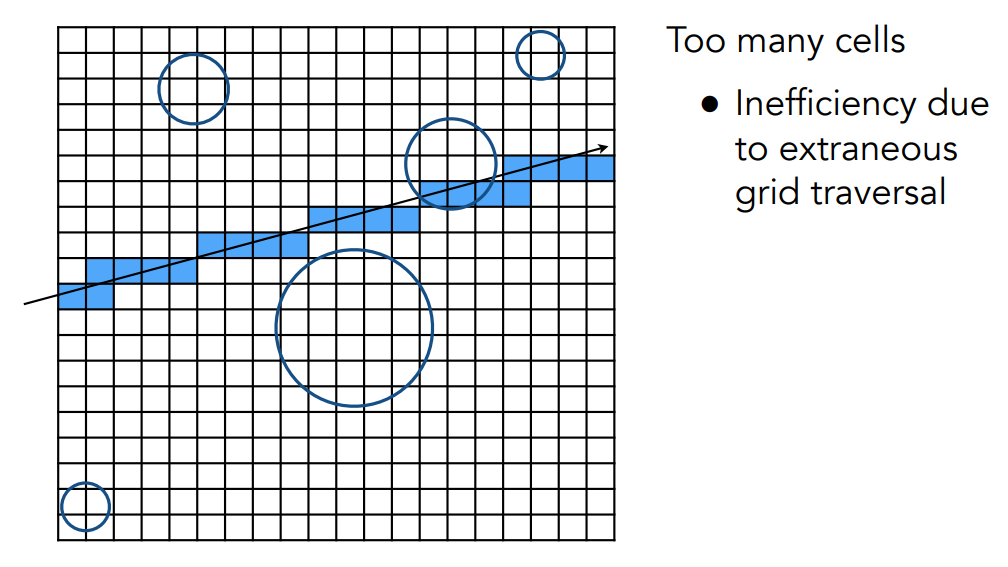 Too many cells
● Inefficiency due
to extraneous
grid traversal